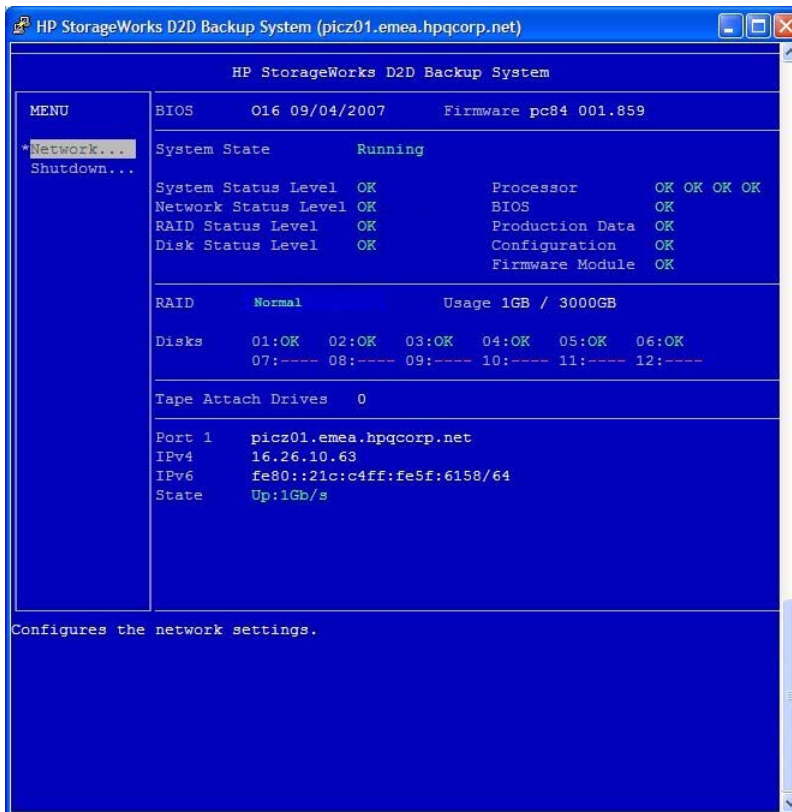 HP StorageWorks D2D Backup System (picz01.emea.hpqcorp.net)
HP StorageWorks D2D Backup System
MENU
*Network...
Shutdown...
BIOS O16 09/04/2007 Firmware pc84 001.859
System State Running
System Status Level OK Processor OK OK OK OK
Network Status Level OK BIOS OK
RAID Status Level OK Production Data OK
Disk Status Level OK Configuration OK
Firmware Module OK
RAID Normal Usage 1GB / 3000GB
Disks 01:OK 02:OK 03:OK 04:OK 05:OK 06:OK
07:---- 08:---- 09:---- 10:---- 11:---- 12:----
Tape Attach Drives 0
Port 1 picz01.emea.hpqcorp.net
IPv4 16.26.10.63
IPv6 fe80::21c:c4ff:fe5f:6158/64
State Up:1Gb/s
Configures the network settings.